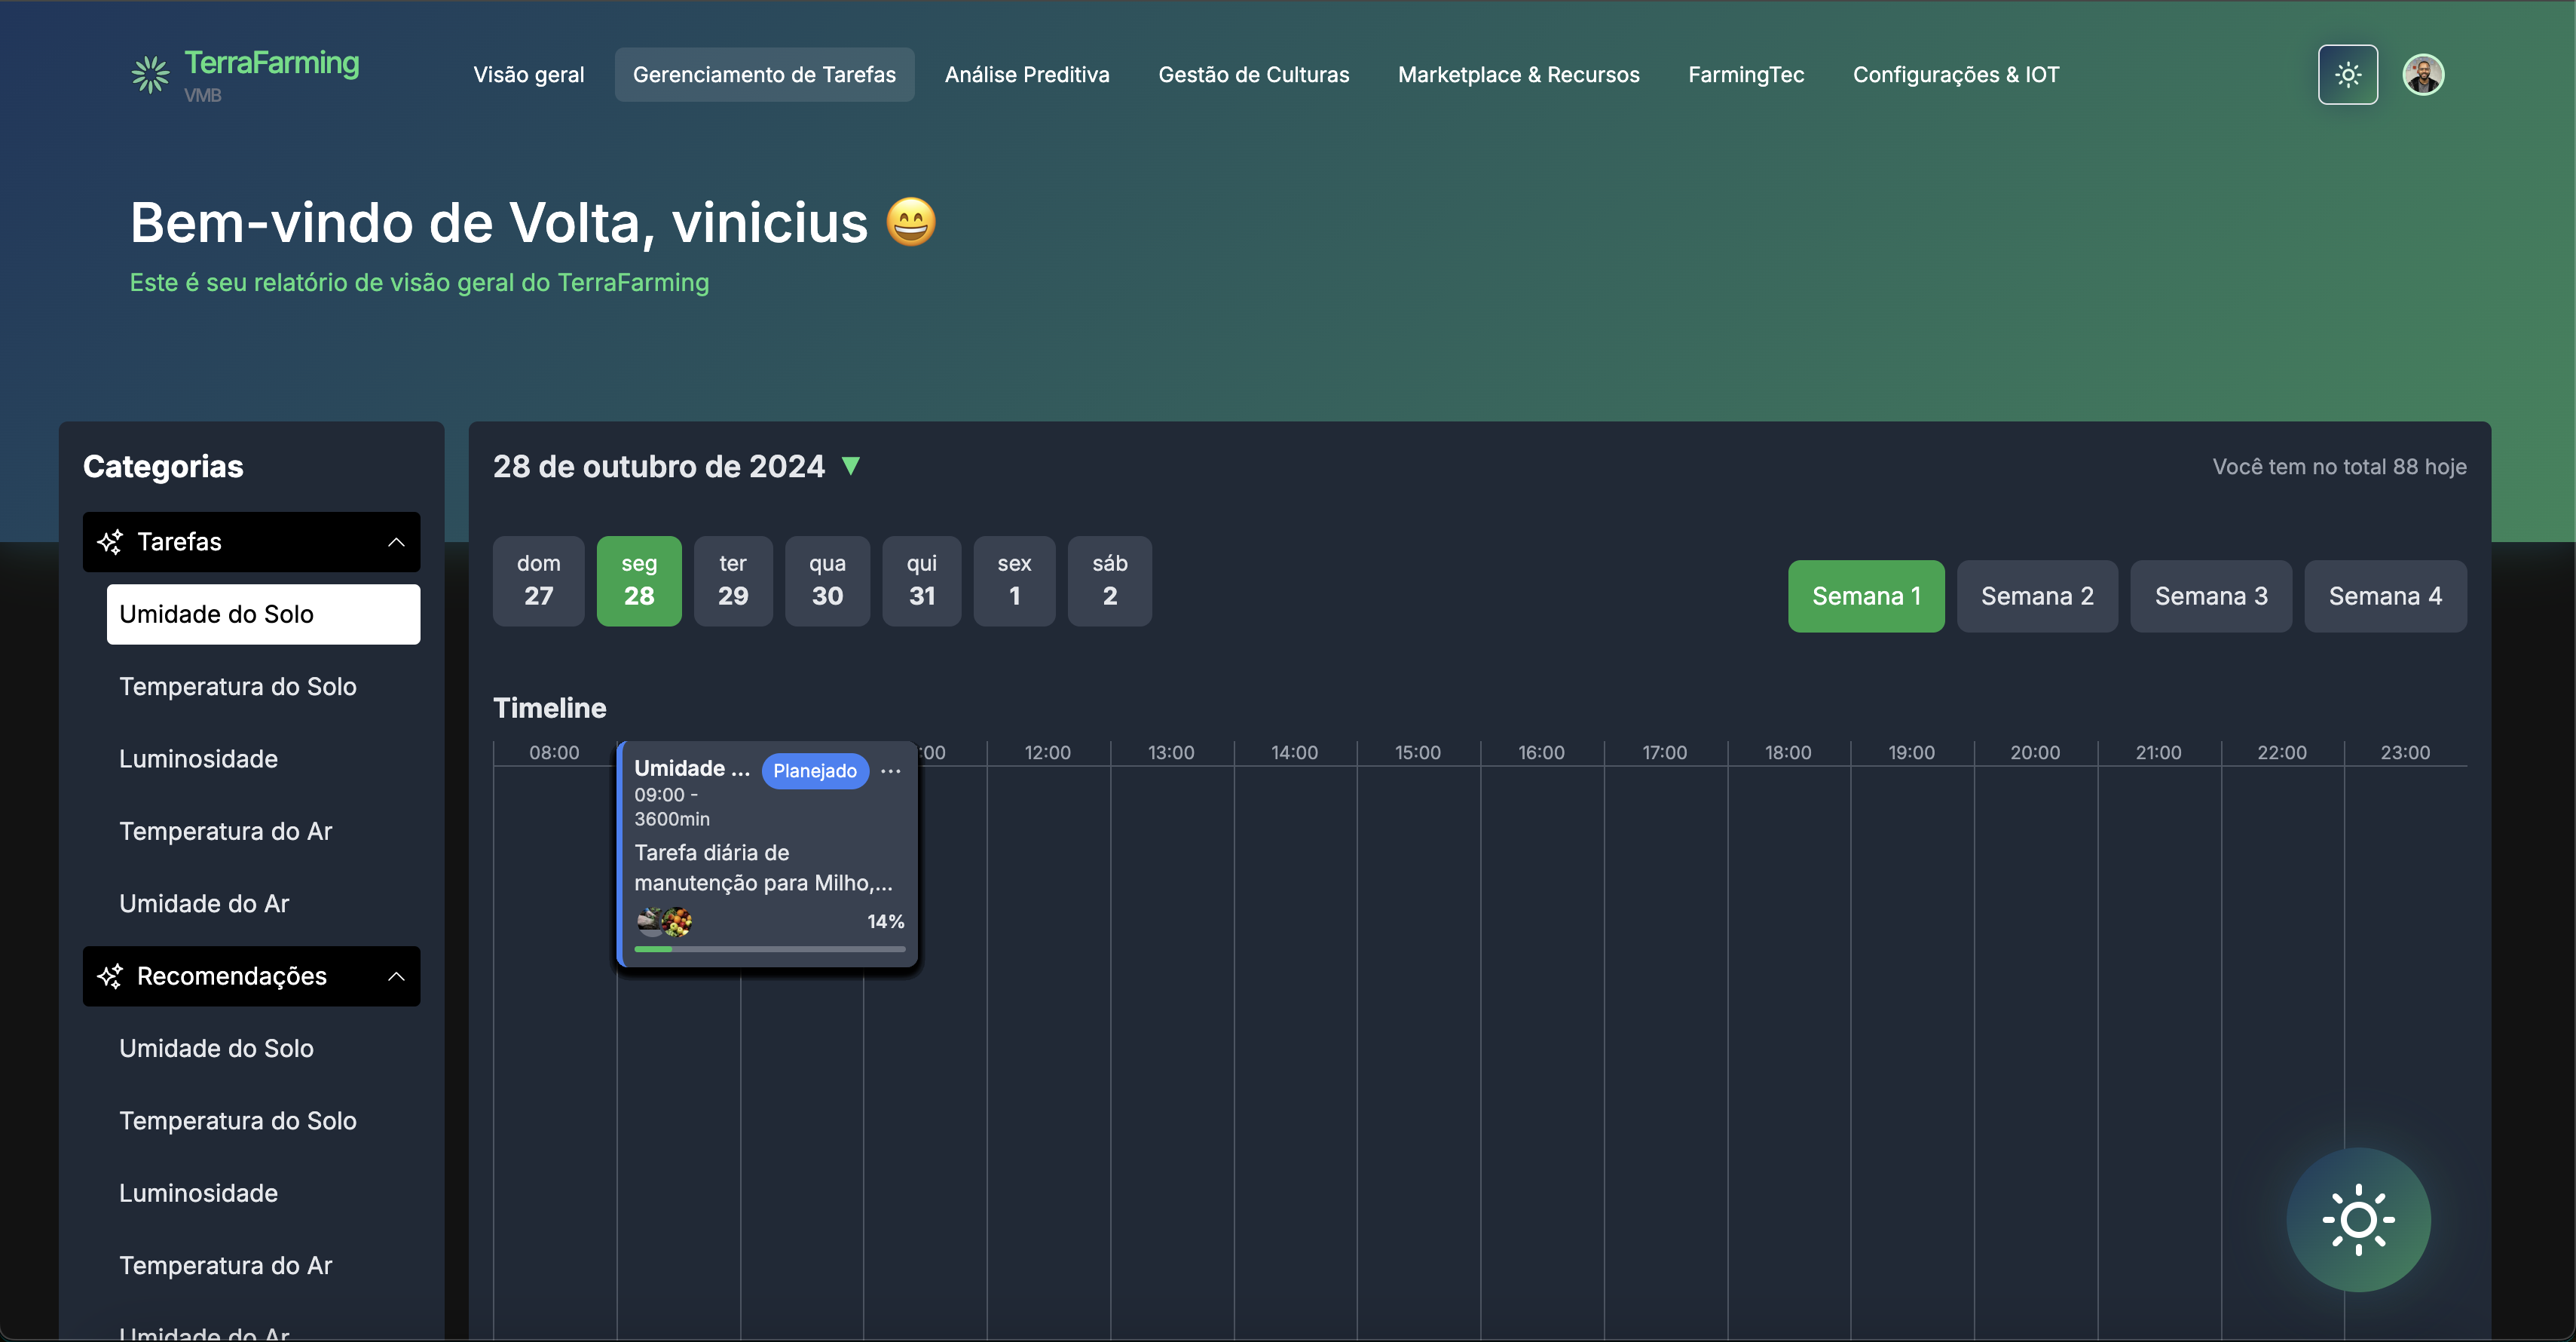 TerraFarming
VMB
Visão geral
Gerenciamento de Tarefas
Análise Preditiva
Gestão de Culturas
Marketplace & Recursos
FarmingTec
Configurações & IOT
Bem-vindo de Volta, vinicius 😄
Este é seu relatório de visão geral do TerraFarming
Categorias
Tarefas
Umidade do Solo
Temperatura do Solo
Luminosidade
Temperatura do Ar
Umidade do Ar
Recomendações
Umidade do Solo
Temperatura do Solo
Luminosidade
Temperatura do Ar
Umidade do Ar
28 de outubro de 2024 ▼
Você tem no total 88 hoje
dom
27
seg
28
ter
29
qua
30
qui
31
sex
1
sáb
2
Semana 1
Semana 2
Semana 3
Semana 4
Timeline
08:00
:00
12:00
13:00
14:00
15:00
16:00
17:00
18:00
19:00
20:00
21:00
22:00
23:00
Umidade ...
Planejado
...
09:00 -
3600min
Tarefa diária de
manutenção para Milho,...
14%